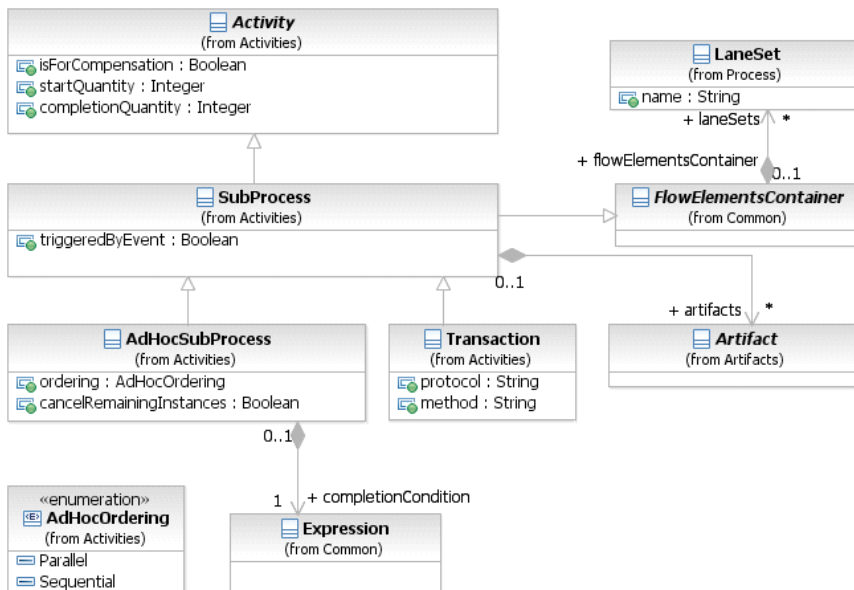 Activity
(from Activities)
isForCompensation : Boolean
startQuantity : Integer
completionQuantity : Integer
LaneSet
(from Process)
name : String
+ laneSets *
+ flowElementsContainer
0..1
SubProcess
(from Activities)
triggeredByEvent : Boolean
FlowElementsContainer
(from Common)
0..1
+ artifacts *
AdHocSubProcess
(from Activities)
ordering : AdHocOrdering
cancelRemainingInstances : Boolean
Transaction
(from Activities)
protocol : String
method : String
Artifact
(from Artifacts)
0..1
1 + completionCondition
«enumeration»
<E> AdHocOrdering
(from Activities)
Parallel
Sequential
Expression
(from Common)